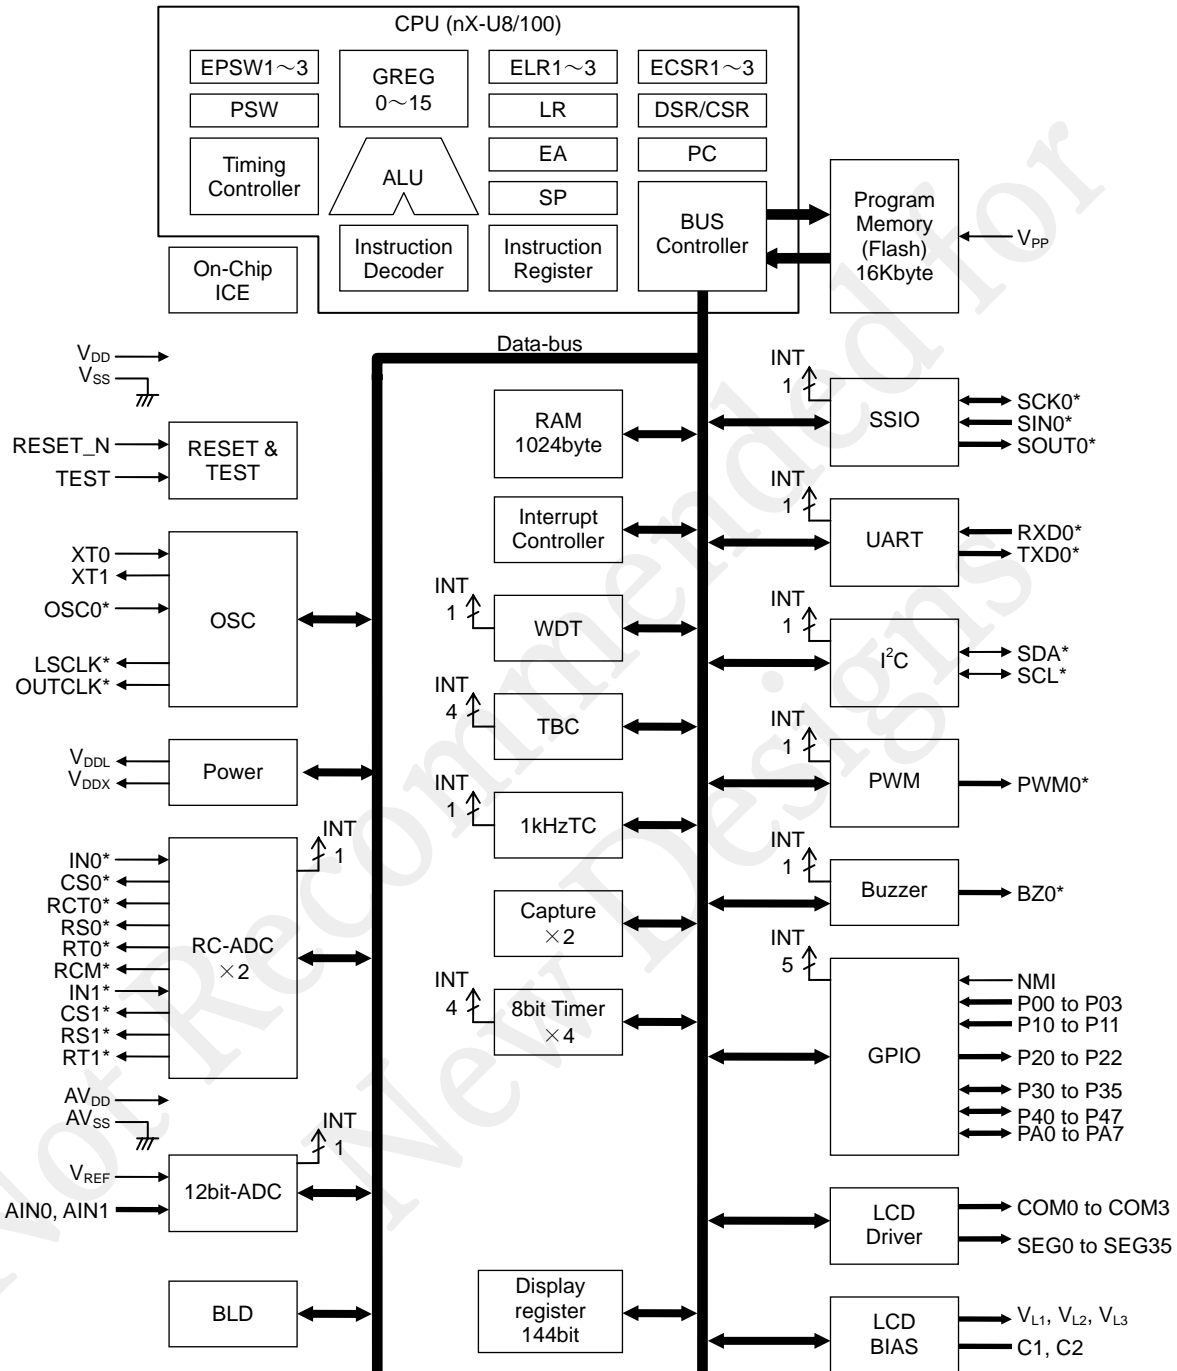 CPU (nX-U8/100)
EPSW1～3
GREG
0～15
ELR1～3
ECSR1～3
PSW
LR
DSR/CSR
Timing
Controller
ALU
EA
PC
SP
BUS
Controller
Program
Memory
(Flash)
16Kbyte
VPP
On-Chip
ICE
Instruction
Decoder
Instruction
Register
Data-bus
VDD
VSS
RESET_N
TEST
RESET &
TEST
XT0
XT1
OSC0*
LSCLK*
OUTCLK*
OSC
VDDL
VDDX
Power
IN0*
CS0*
RCT0*
RS0*
RT0*
RCM*
IN1*
CS1*
RS1*
RT1*
RC-ADC
×2
INT
1
AVDD
AVSS
VREF
AIN0, AIN1
12bit-ADC
INT
1
BLD
RAM
1024byte
Interrupt
Controller
INT
1
WDT
INT
4
TBC
INT
1
1kHzTC
Capture
×2
INT
4
8bit Timer
×4
Display
register
144bit
INT
1
SSIO
SCK0*
SIN0*
SOUT0*
INT
1
UART
RXD0*
TXD0*
INT
1
I²C
SDA*
SCL*
INT
1
PWM
PWM0*
INT
1
Buzzer
BZ0*
INT
5
GPIO
NMI
P00 to P03
P10 to P11
P20 to P22
P30 to P35
P40 to P47
PA0 to PA7
LCD
Driver
COM0 to COM3
SEG0 to SEG35
LCD
BIAS
VL1, VL2, VL3
C1, C2
Not Recommended for
New Designs